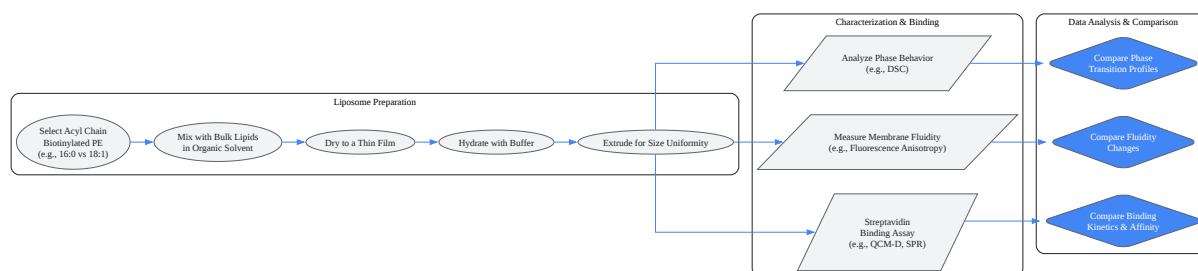 Liposome Preparation
Select Acyl Chain
Biotinylated PE
(e.g., 16:0 vs 18:1)
Mix with Bulk Lipids
in Organic Solvent
Dry to a Thin Film
Hydrate with Buffer
Extrude for Size Uniformity
Characterization & Binding
Analyze Phase Behavior
(e.g., DSC)
Measure Membrane Fluidity
(e.g., Fluorescence Anisotropy)
Streptavidin
Binding Assay
(e.g., QCM-D, SPR)
Data Analysis & Comparison
Compare Phase
Transition Profiles
Compare Fluidity
Changes
Compare Binding
Kinetics & Affinity